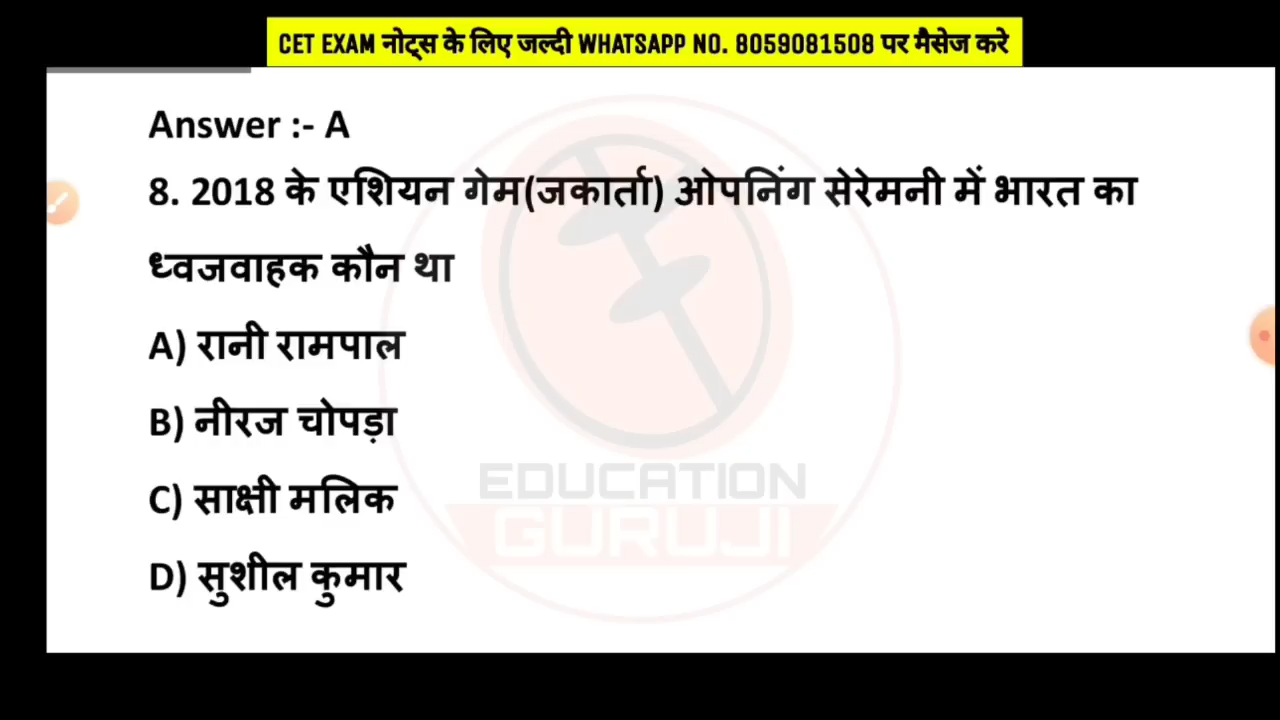 CET EXAM नोट्स के लिए जल्दी WHATSAPP NO. 8059081508 पर मैसेज करे
Answer :- A
8. 2018 के एशियन गेम(जकार्ता) ओपनिंग सेरेमनी में भारत का
ध्वजवाहक कौन था
A) रानी रामपाल
B) नीरज चोपड़ा
C) साक्षी मलिक
D) सुशील कुमार
EDUCATION
GURUJI